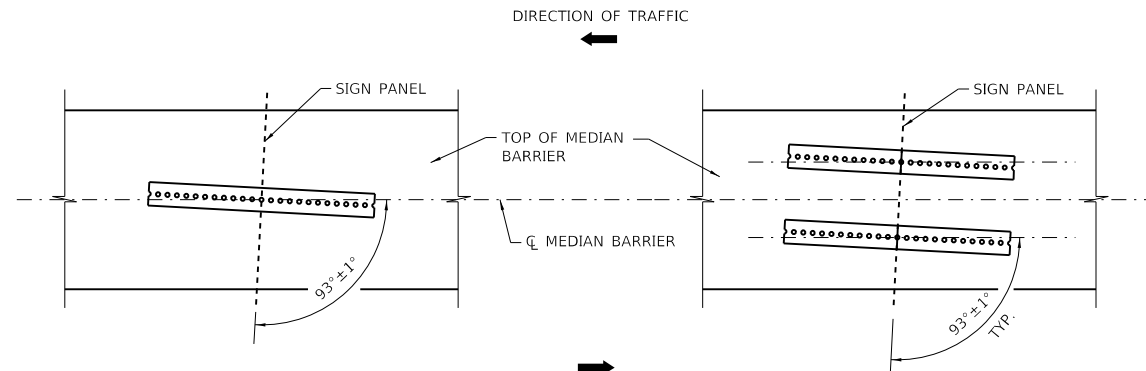 DIRECTION OF TRAFFIC
SIGN PANEL
SIGN PANEL
TOP OF MEDIAN
BARRIER
℄ MEDIAN BARRIER
93°±1°
93°±1°
TYP.